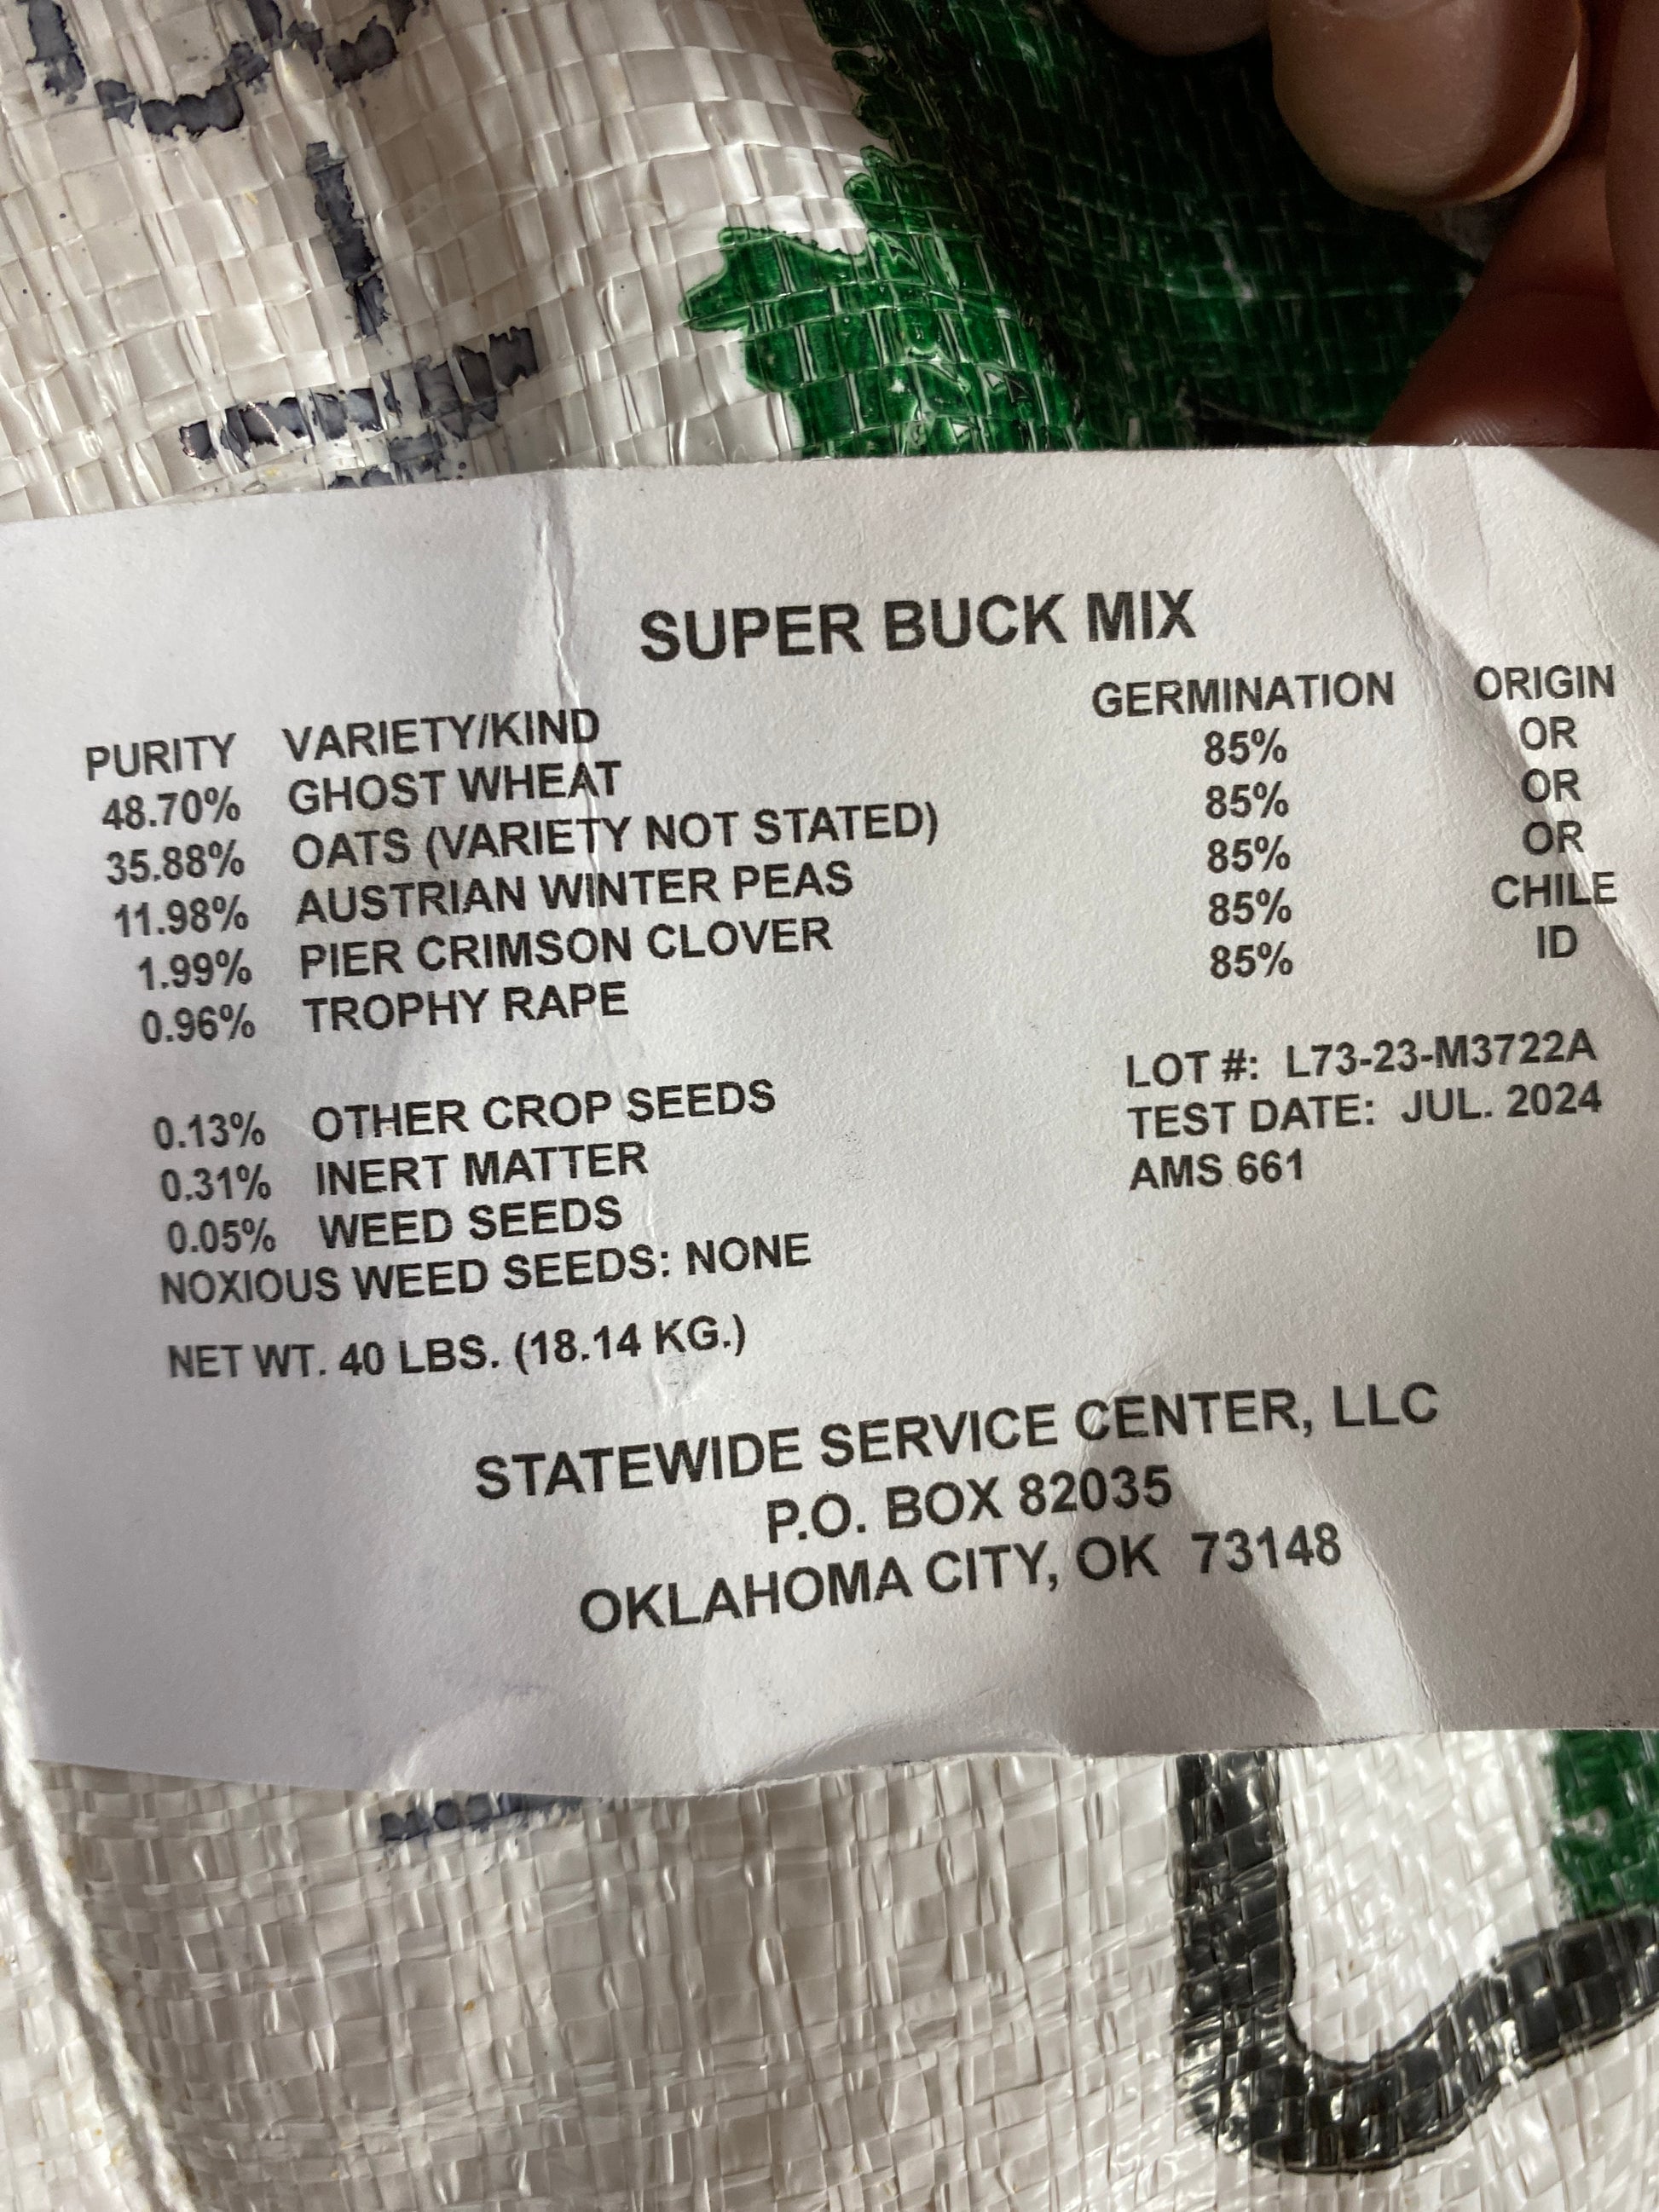 SUPER BUCK MIX
PURITY VARIETY/KIND GERMINATION ORIGIN
48.70% GHOST WHEAT 85% OR
35.88% OATS (VARIETY NOT STATED) 85% OR
11.98% AUSTRIAN WINTER PEAS 85% OR
1.99% PIER CRIMSON CLOVER 85% CHILE
0.96% TROPHY RAPE 85% ID
0.13% OTHER CROP SEEDS LOT #: L73-23-M3722A
0.31% INERT MATTER TEST DATE: JUL. 2024
0.05% WEED SEEDS AMS 661
NOXIOUS WEED SEEDS: NONE
NET WT. 40 LBS. (18.14 KG.)
STATEWIDE SERVICE CENTER, LLC
P.O. BOX 82035
OKLAHOMA CITY, OK 73148